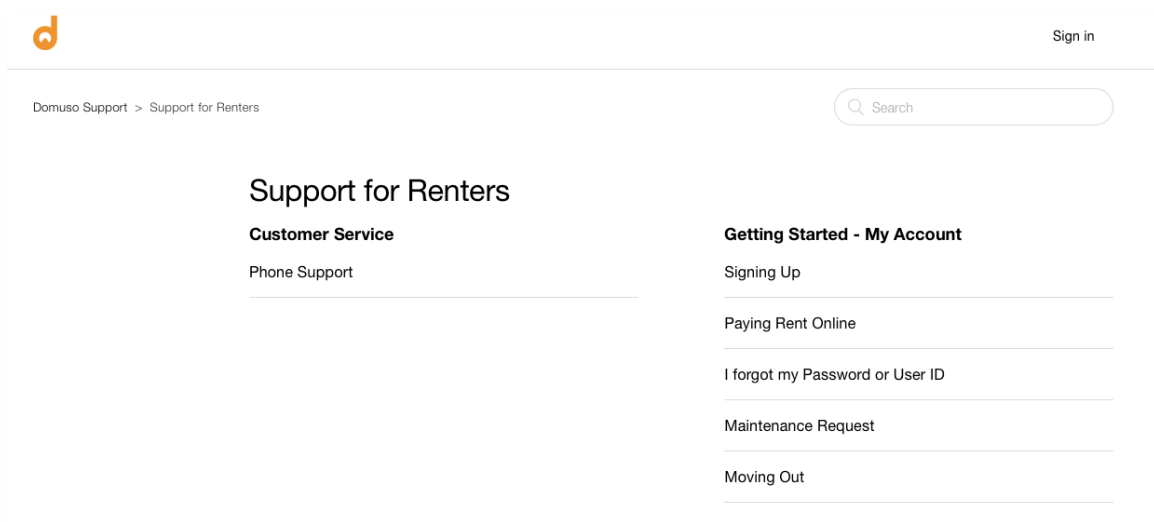 Sign in
Domuso Support > Support for Renters
Search
Support for Renters
Customer Service
Phone Support
Getting Started - My Account
Signing Up
Paying Rent Online
I forgot my Password or User ID
Maintenance Request
Moving Out